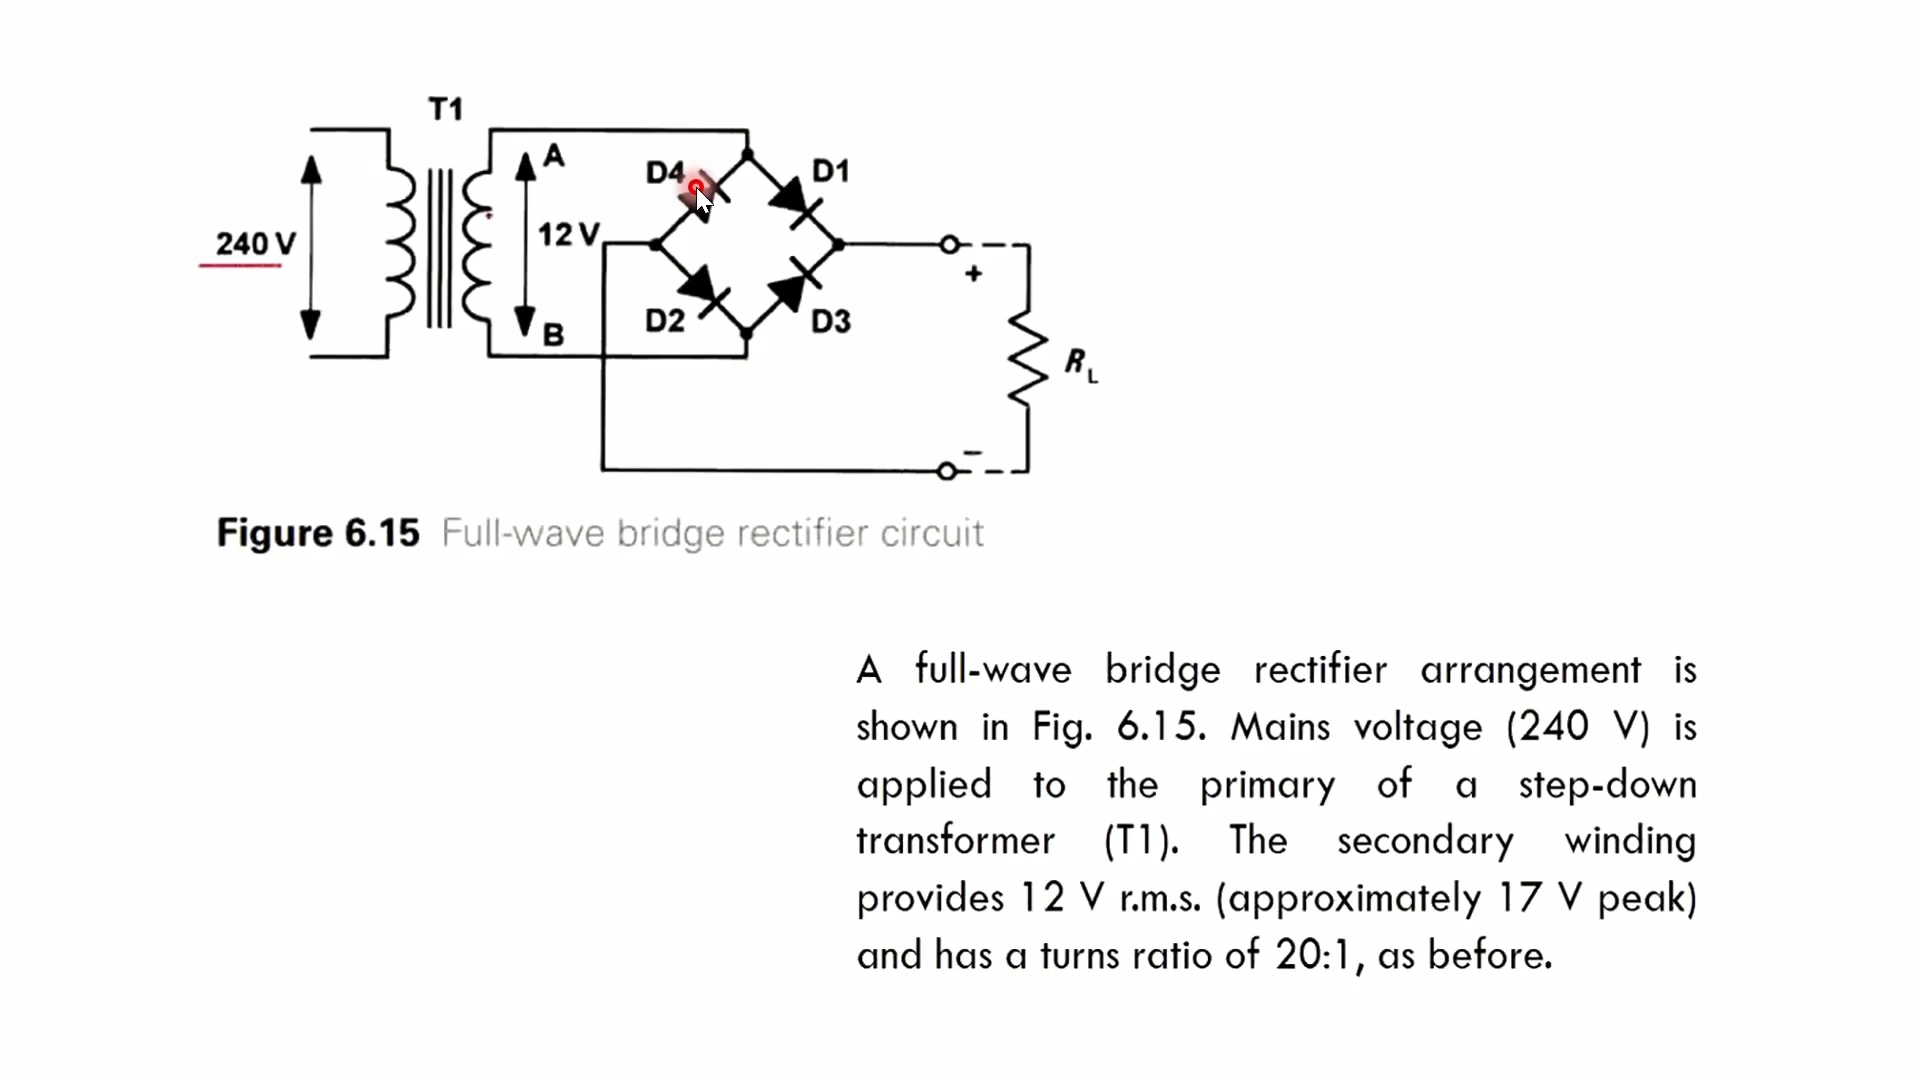 T1
A
D4
D1
240 V
12 V
+
D2
D3
B
RL
−
Figure 6.15 Full-wave bridge rectifier circuit
A full-wave bridge rectifier arrangement is
shown in Fig. 6.15. Mains voltage (240 V) is
applied to the primary of a step-down
transformer (T1). The secondary winding
provides 12 V r.m.s. (approximately 17 V peak)
and has a turns ratio of 20:1, as before.